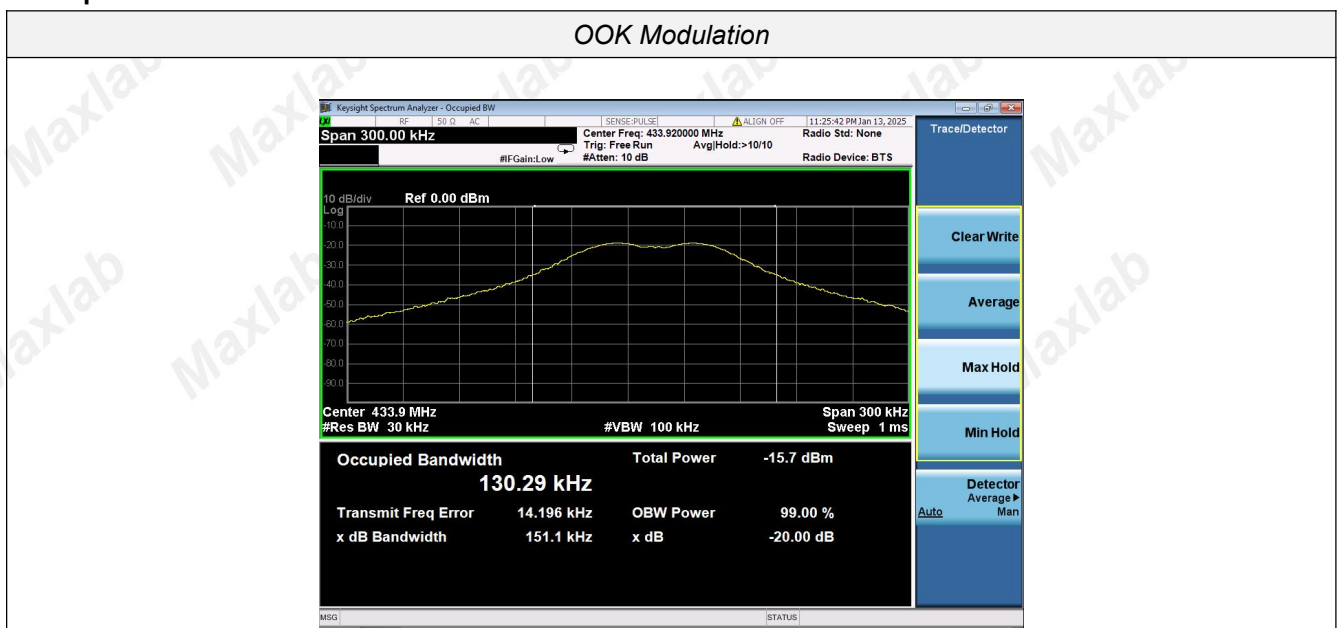 OOK Modulation
Keysight Spectrum Analyzer - Occupied BW
RF 50 Ω AC SENSE:PULSE ALIGN OFF 11:25:42 PM Jan 13, 2025
Span 300.00 kHz
Center Freq: 433.920000 MHz Radio Std: None
Trig: Free Run Avg|Hold:>10/10
#IFGain:Low #Atten: 10 dB Radio Device: BTS
10 dB/div Ref 0.00 dBm
Log
-10.0
-20.0
-30.0
-40.0
-50.0
-60.0
-70.0
-80.0
-90.0
Center 433.9 MHz Span 300 kHz
#Res BW 30 kHz #VBW 100 kHz Sweep 1 ms
Occupied Bandwidth Total Power -15.7 dBm
130.29 kHz
Transmit Freq Error 14.196 kHz OBW Power 99.00 %
x dB Bandwidth 151.1 kHz x dB -20.00 dB
MSG STATUS
Trace/Detector
Clear Write
Average
Max Hold
Min Hold
Detector
Average
Auto Man
Maxlab
Maxlab
Maxlab
Maxlab
Maxlab
Maxlab
Maxlab